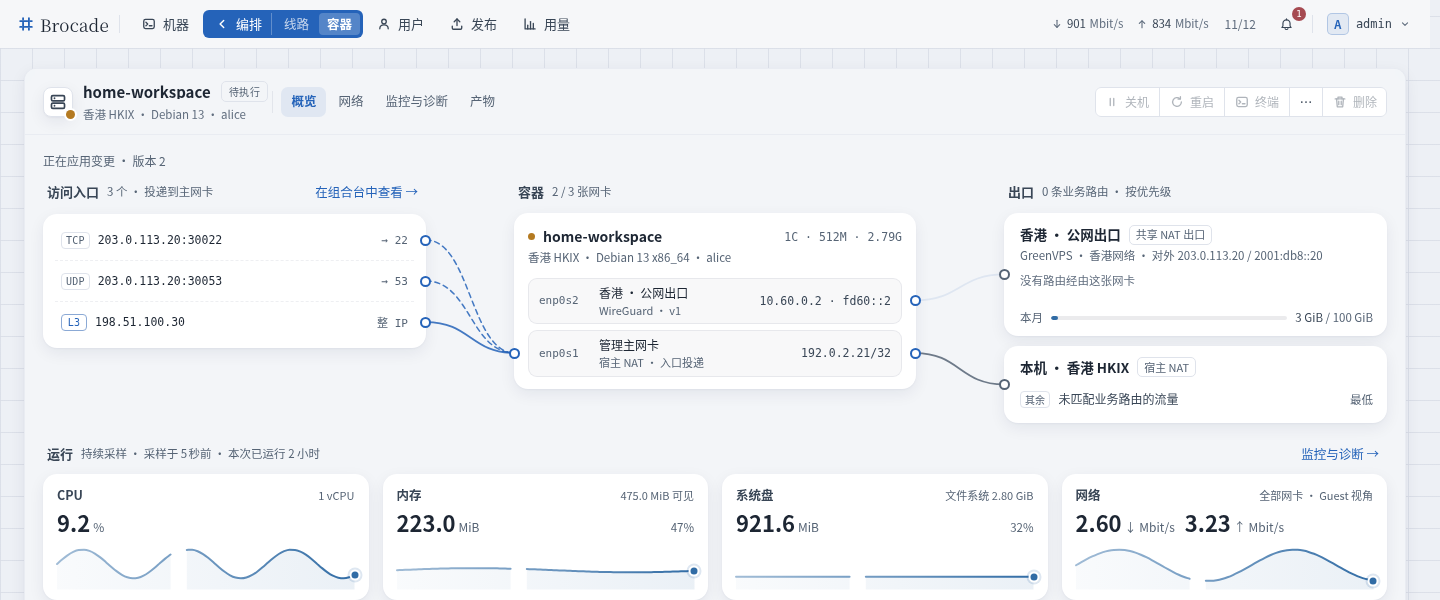 Brocade
机器
编排
线路
容器
用户
发布
用量
↓ 901 Mbit/s ↑ 834 Mbit/s 11/12
1
A admin
home-workspace 待执行
香港 HKIX • Debian 13 • alice
概览
网络
监控与诊断
产物
关机
重启
终端
删除
正在应用变更 • 版本 2
访问入口 3 个 • 投递到主网卡
在组合台中查看 →
TCP 203.0.113.20:30022 → 22
UDP 203.0.113.20:30053 → 53
L3 198.51.100.30 整 IP
容器 2 / 3 张网卡
home-workspace 1C · 512M · 2.79G
香港 HKIX • Debian 13 x86_64 • alice
enp0s2 香港 • 公网出口 10.60.0.2 · fd60::2
WireGuard • v1
enp0s1 管理主网卡 192.0.2.21/32
宿主 NAT • 入口投递
出口 0 条业务路由 • 按优先级
香港 • 公网出口 共享 NAT 出口
GreenVPS • 香港网络 • 对外 203.0.113.20 / 2001:db8::20
没有路由经由这张网卡
本月 3 GiB / 100 GiB
本机 • 香港 HKIX 宿主 NAT
其余 未匹配业务路由的流量 最低
运行 持续采样 • 采样于 5 秒前 • 本次已运行 2 小时
监控与诊断 →
CPU 1 vCPU
9.2 %
内存 475.0 MiB 可见
223.0 MiB 47%
系统盘 文件系统 2.80 GiB
921.6 MiB 32%
网络 全部网卡 • Guest 视角
2.60 ↓ Mbit/s 3.23 ↑ Mbit/s